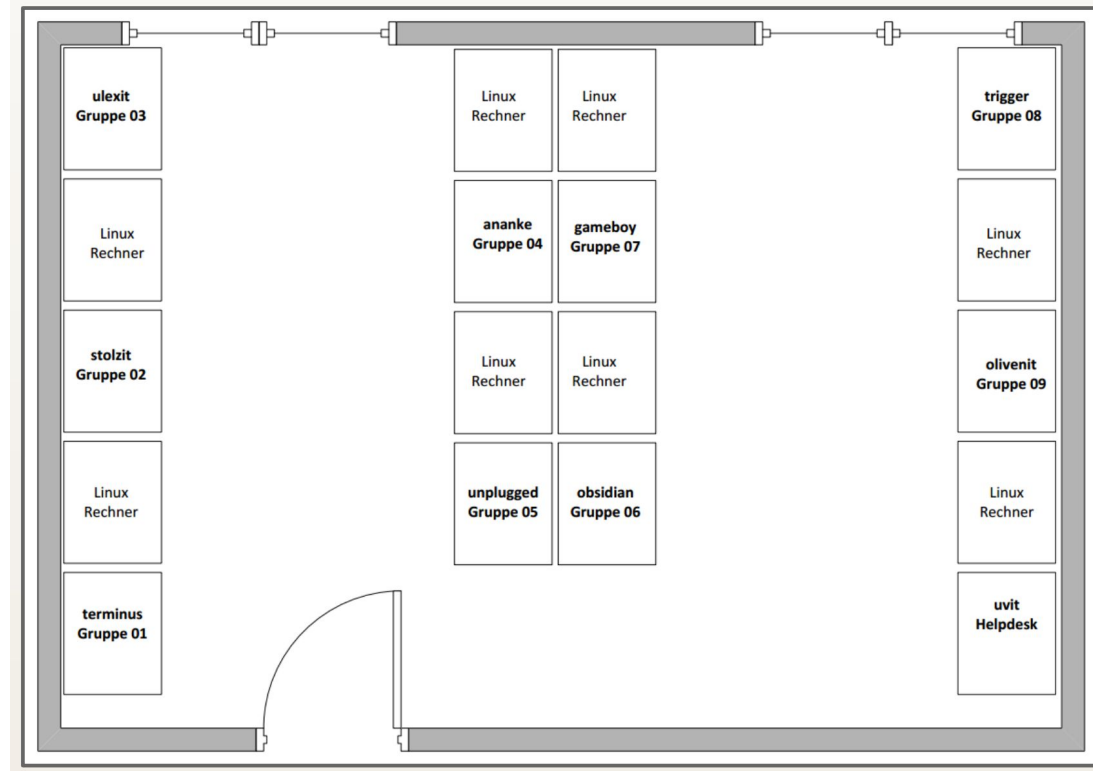 ulexit
Gruppe 03
Linux
Rechner
stolzit
Gruppe 02
Linux
Rechner
terminus
Gruppe 01
Linux
Rechner
ananke
Gruppe 04
Linux
Rechner
unplugged
Gruppe 05
Linux
Rechner
gameboy
Gruppe 07
Linux
Rechner
obsidian
Gruppe 06
trigger
Gruppe 08
Linux
Rechner
olivenit
Gruppe 09
Linux
Rechner
uvit
Helpdesk